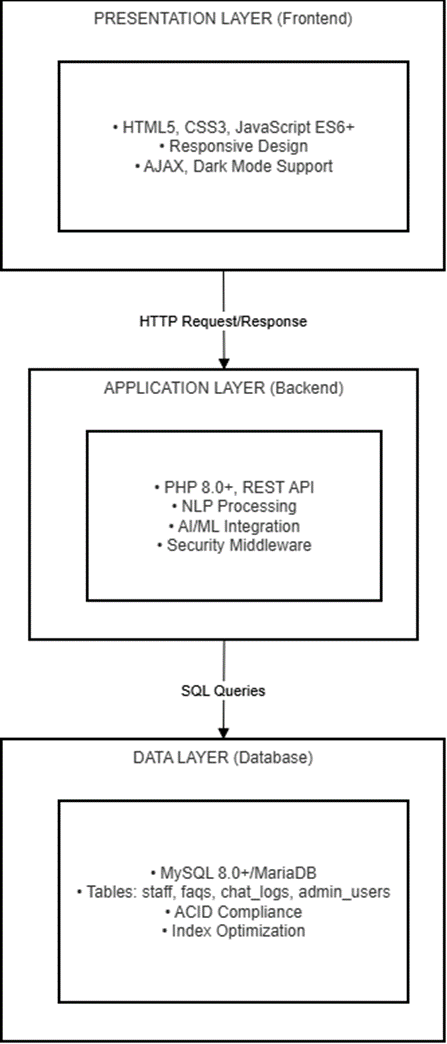 PRESENTATION LAYER (Frontend)
• HTML5, CSS3, JavaScript ES6+
• Responsive Design
• AJAX, Dark Mode Support
HTTP Request/Response
APPLICATION LAYER (Backend)
• PHP 8.0+, REST API
• NLP Processing
• AI/ML Integration
• Security Middleware
SQL Queries
DATA LAYER (Database)
• MySQL 8.0+/MariaDB
• Tables: staff, faqs, chat_logs, admin_users
• ACID Compliance
• Index Optimization